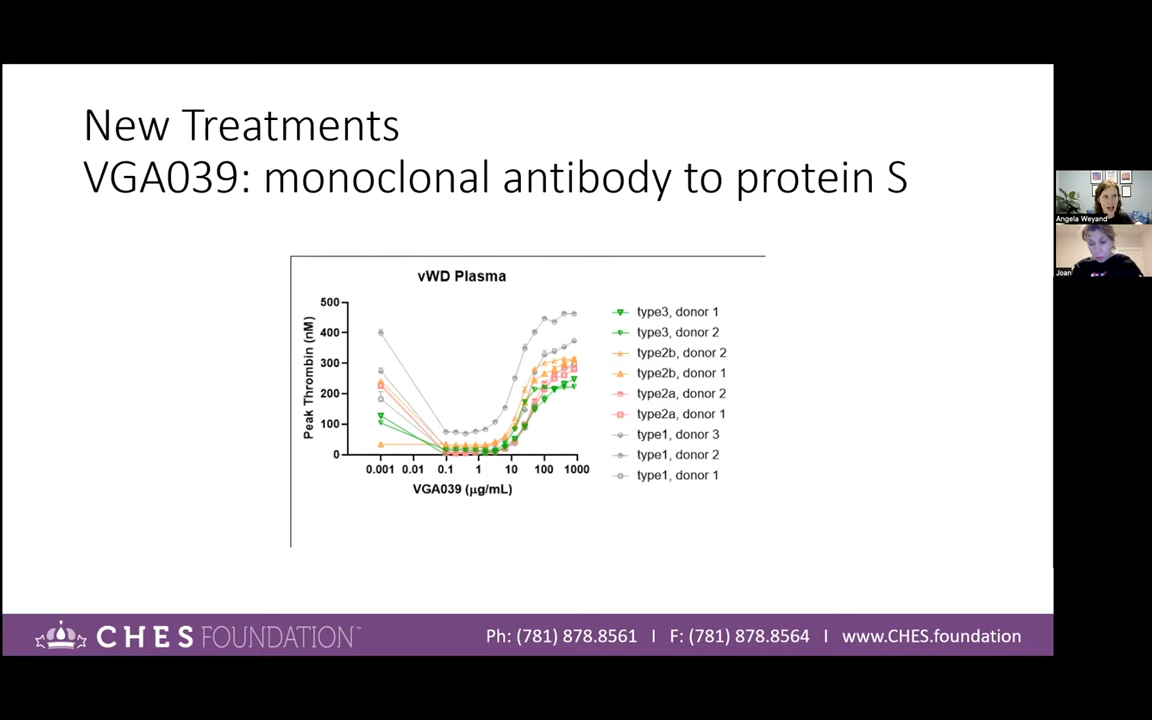 New Treatments
VGA039: monoclonal antibody to protein S
vWD Plasma
Peak Thrombin (nM)
500
400
300
200
100
0
0.001 0.01 0.1 1 10 100 1000
VGA039 (µg/mL)
type3, donor 1
type3, donor 2
type2b, donor 2
type2b, donor 1
type2a, donor 2
type2a, donor 1
type1, donor 3
type1, donor 2
type1, donor 1
CHES FOUNDATION™
Ph: (781) 878.8561 I F: (781) 878.8564 I www.CHES.foundation
Angela Weyand
Joan